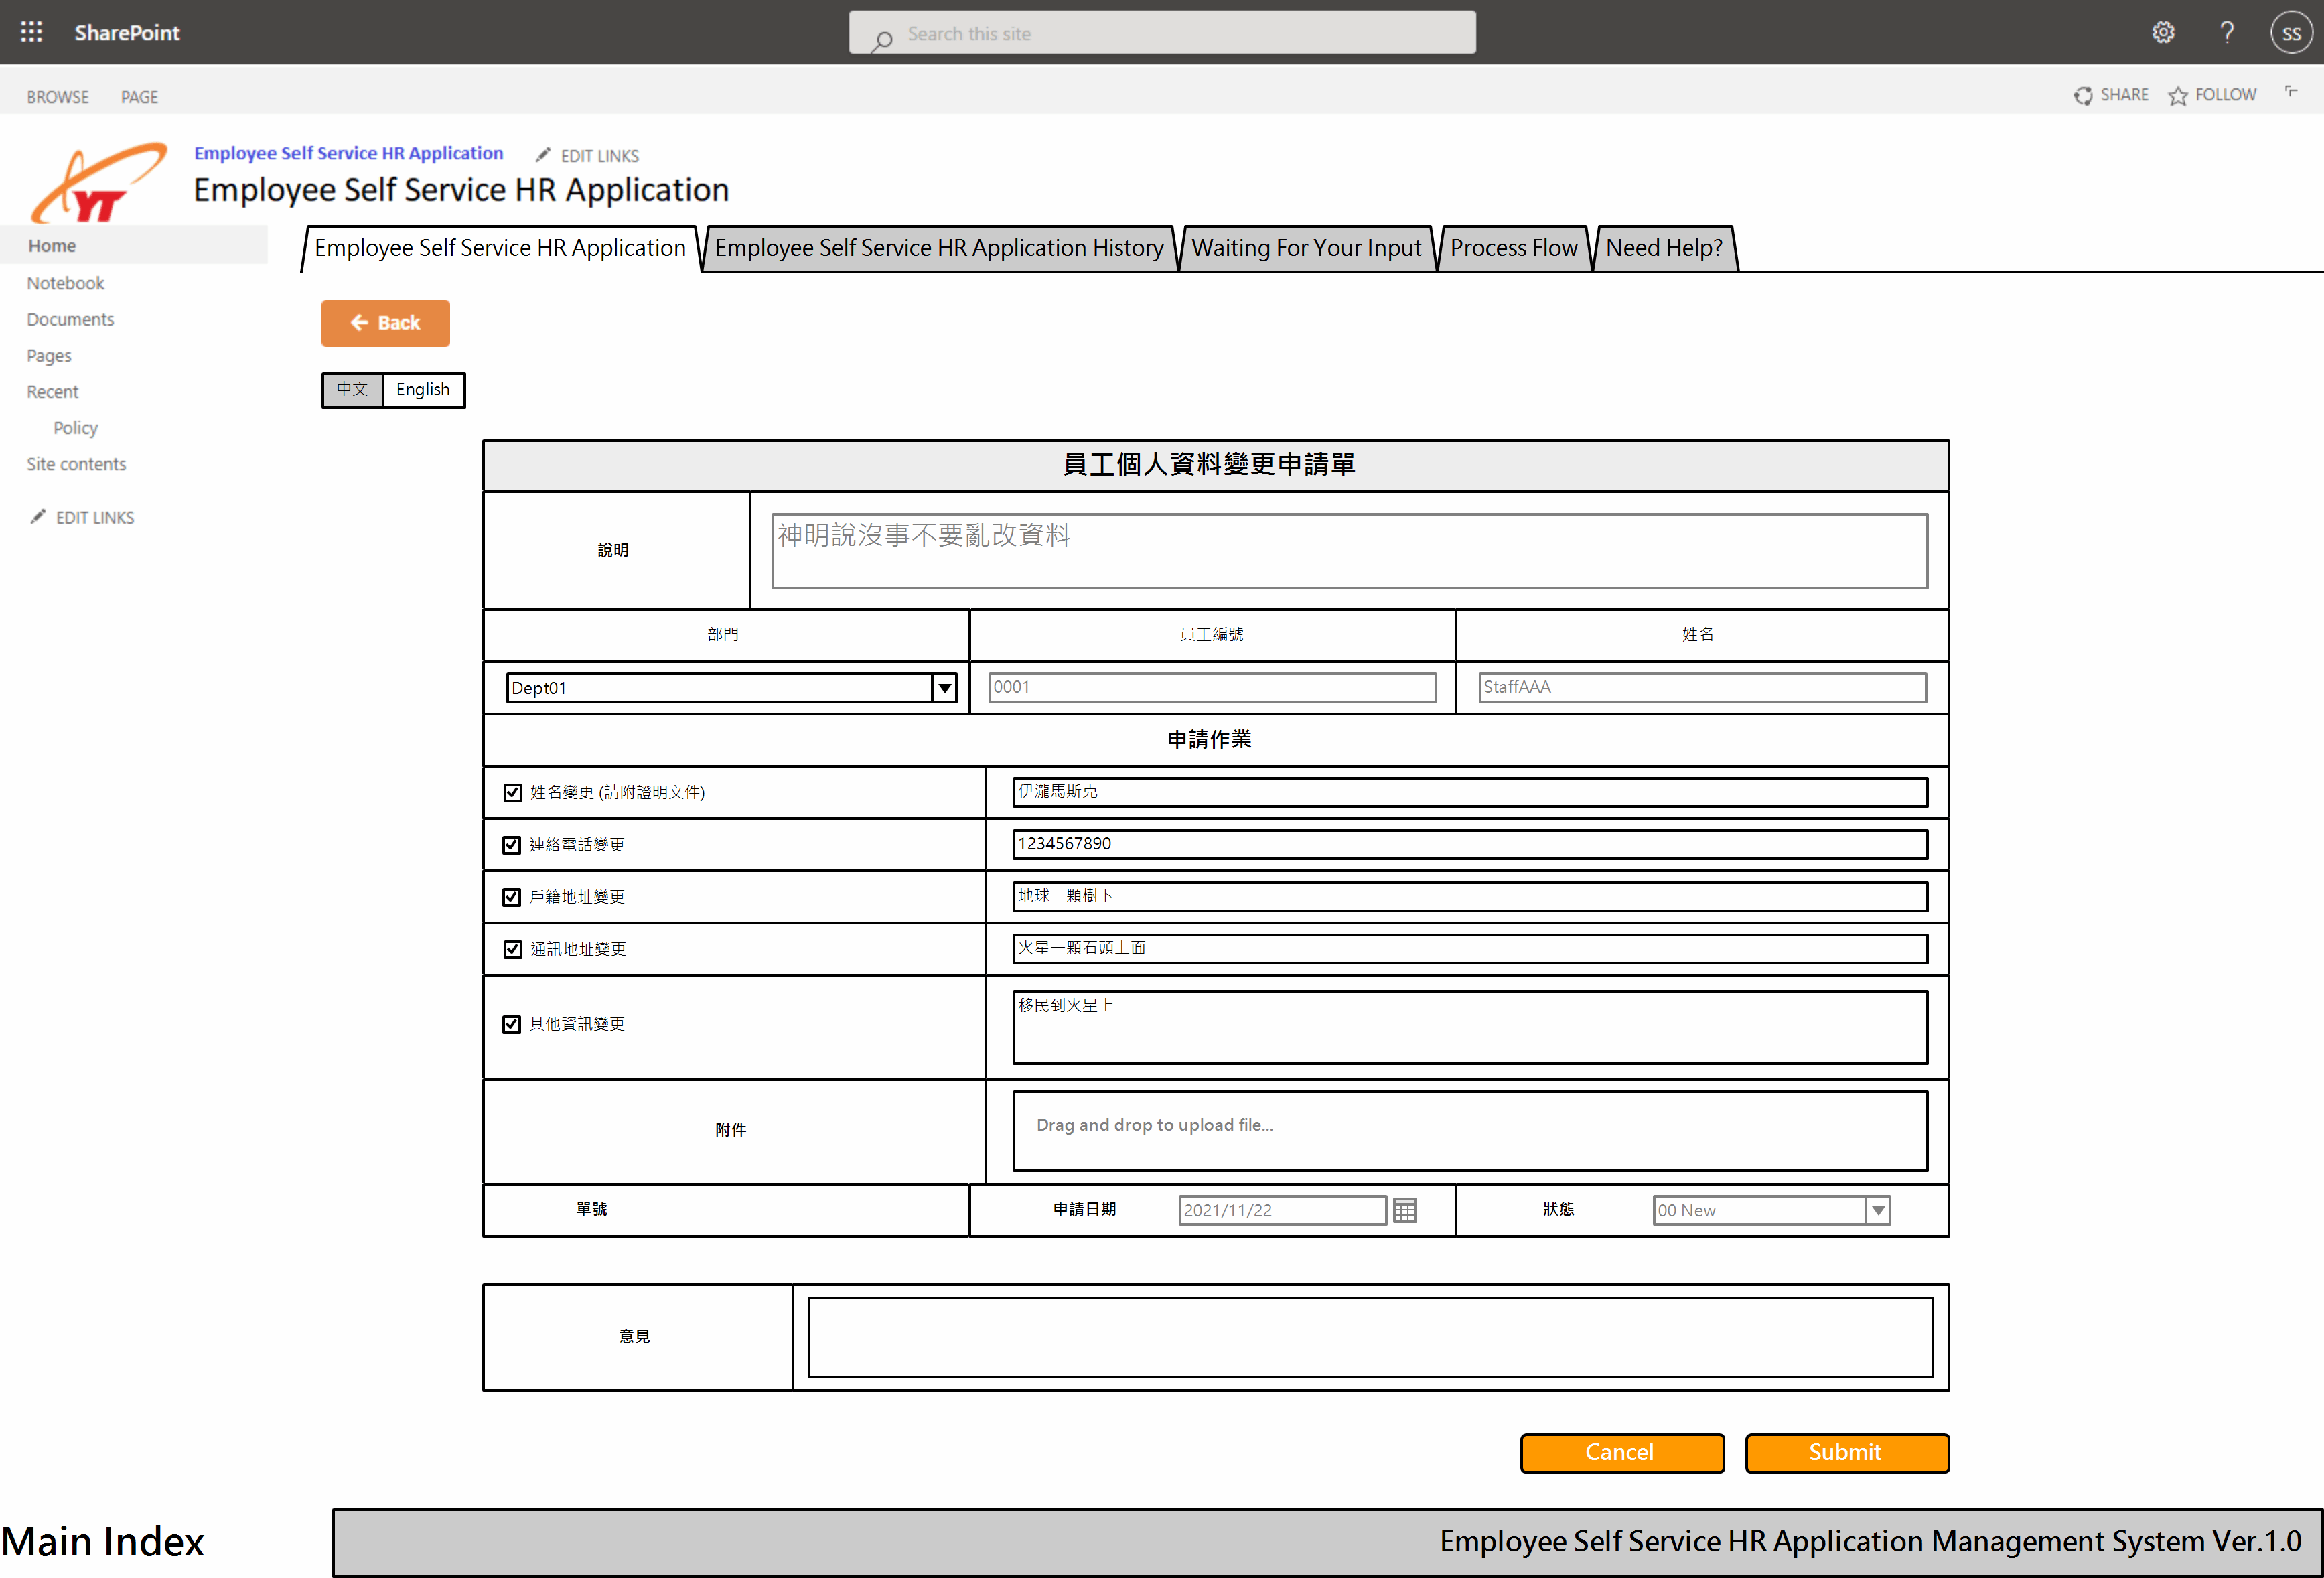 SharePoint
Search this site
?
SS
BROWSE PAGE
SHARE FOLLOW
YT
Employee Self Service HR Application EDIT LINKS
Employee Self Service HR Application
Home
Notebook
Documents
Pages
Recent
Policy
Site contents
EDIT LINKS
Employee Self Service HR Application Employee Self Service HR Application History Waiting For Your Input Process Flow Need Help?
Back
中文 English
員工個人資料變更申請單
說明 神明說沒事不要亂改資料
部門 員工編號 姓名
Dept01 0001 StaffAAA
申請作業
姓名變更 (請附證明文件) 伊瀧馬斯克
連絡電話變更 1234567890
戶籍地址變更 地球一顆樹下
通訊地址變更 火星一顆石頭上面
其他資訊變更 移民到火星上
附件 Drag and drop to upload file...
單號 申請日期 2021/11/22 狀態 00 New
意見
Cancel Submit
Main Index Employee Self Service HR Application Management System Ver.1.0